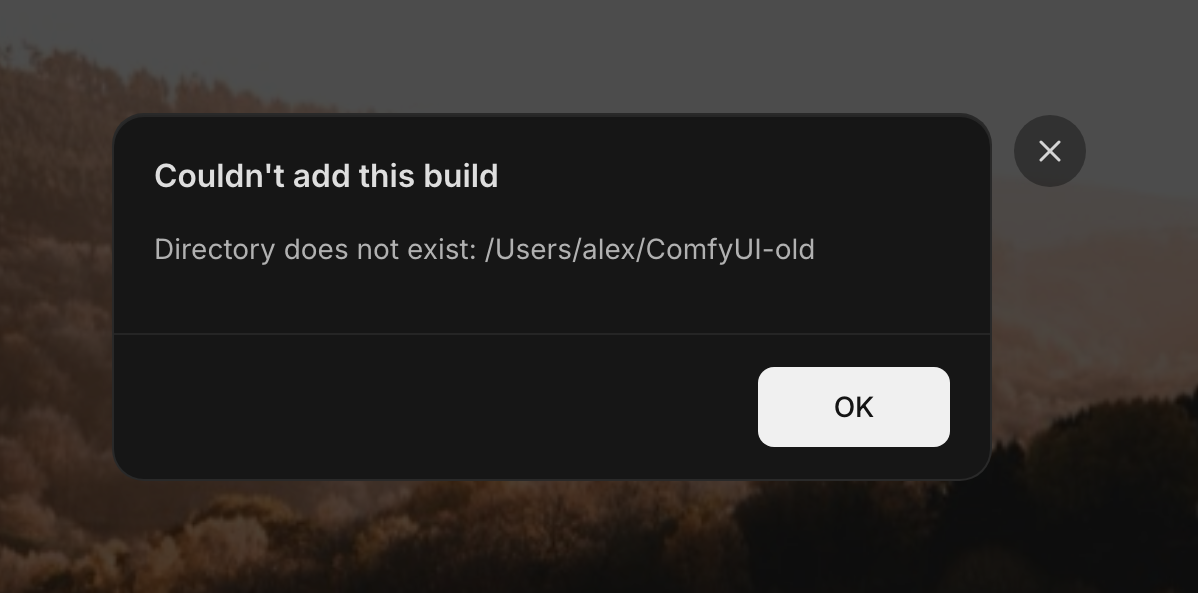 Couldn't add this build
Directory does not exist: /Users/alex/ComfyUI-old
OK